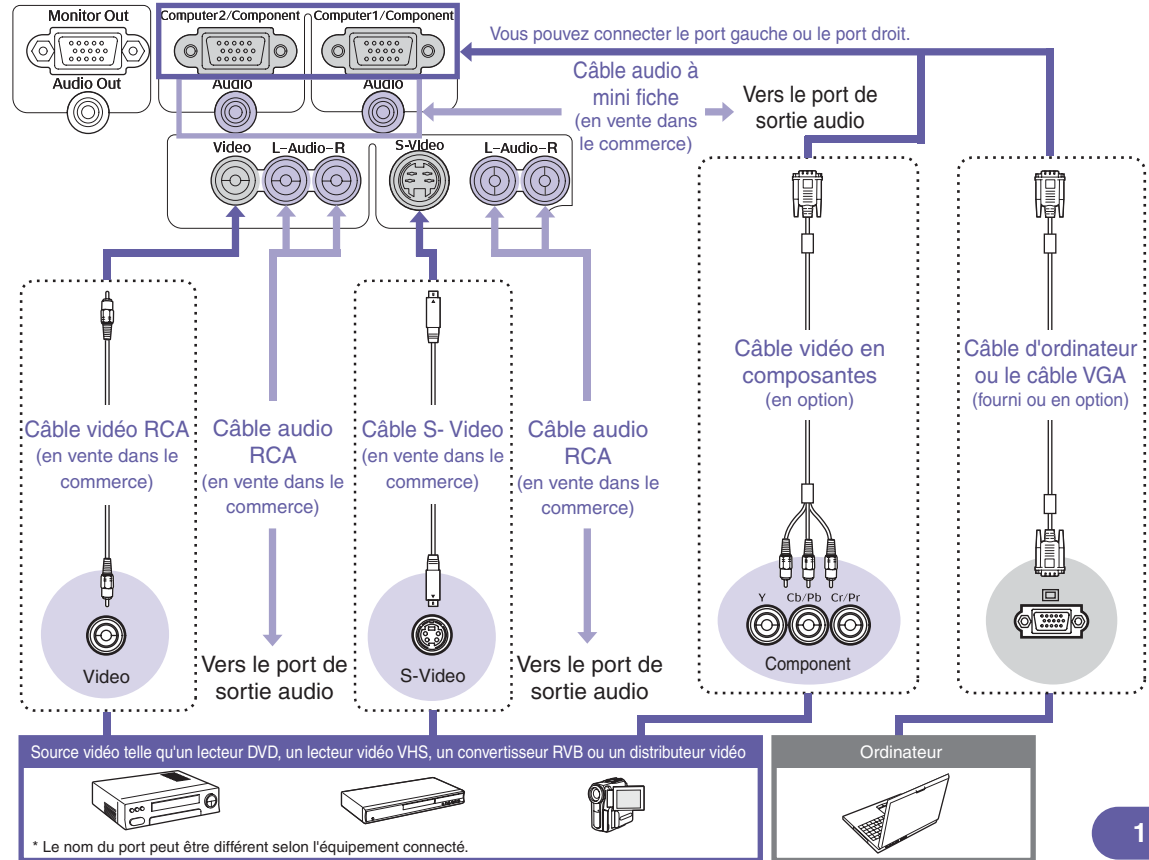 Monitor Out
Computer2/Component
Computer1/Component
Vous pouvez connecter le port gauche ou le port droit.
Audio Out
Audio
Audio
Câble audio à
mini fiche
(en vente dans
le commerce)
Vers le port de
sortie audio
Video
L-Audio-R
S-Video
L-Audio-R
Câble vidéo RCA
(en vente dans le
commerce)
Câble audio
RCA
(en vente dans le
commerce)
Câble S- Video
(en vente dans le
commerce)
Câble audio
RCA
(en vente dans le
commerce)
Câble vidéo en
composantes
(en option)
Câble d'ordinateur
ou le câble VGA
(fourni ou en option)
Video
Vers le port de
sortie audio
S-Video
Vers le port de
sortie audio
Y Cb/Pb Cr/Pr
Component
Source vidéo telle qu'un lecteur DVD, un lecteur vidéo VHS, un convertisseur RVB ou un distributeur vidéo
* Le nom du port peut être différent selon l'équipement connecté.
Ordinateur
1